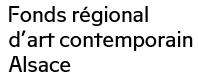 Fonds régional
d'art contemporain
Alsace